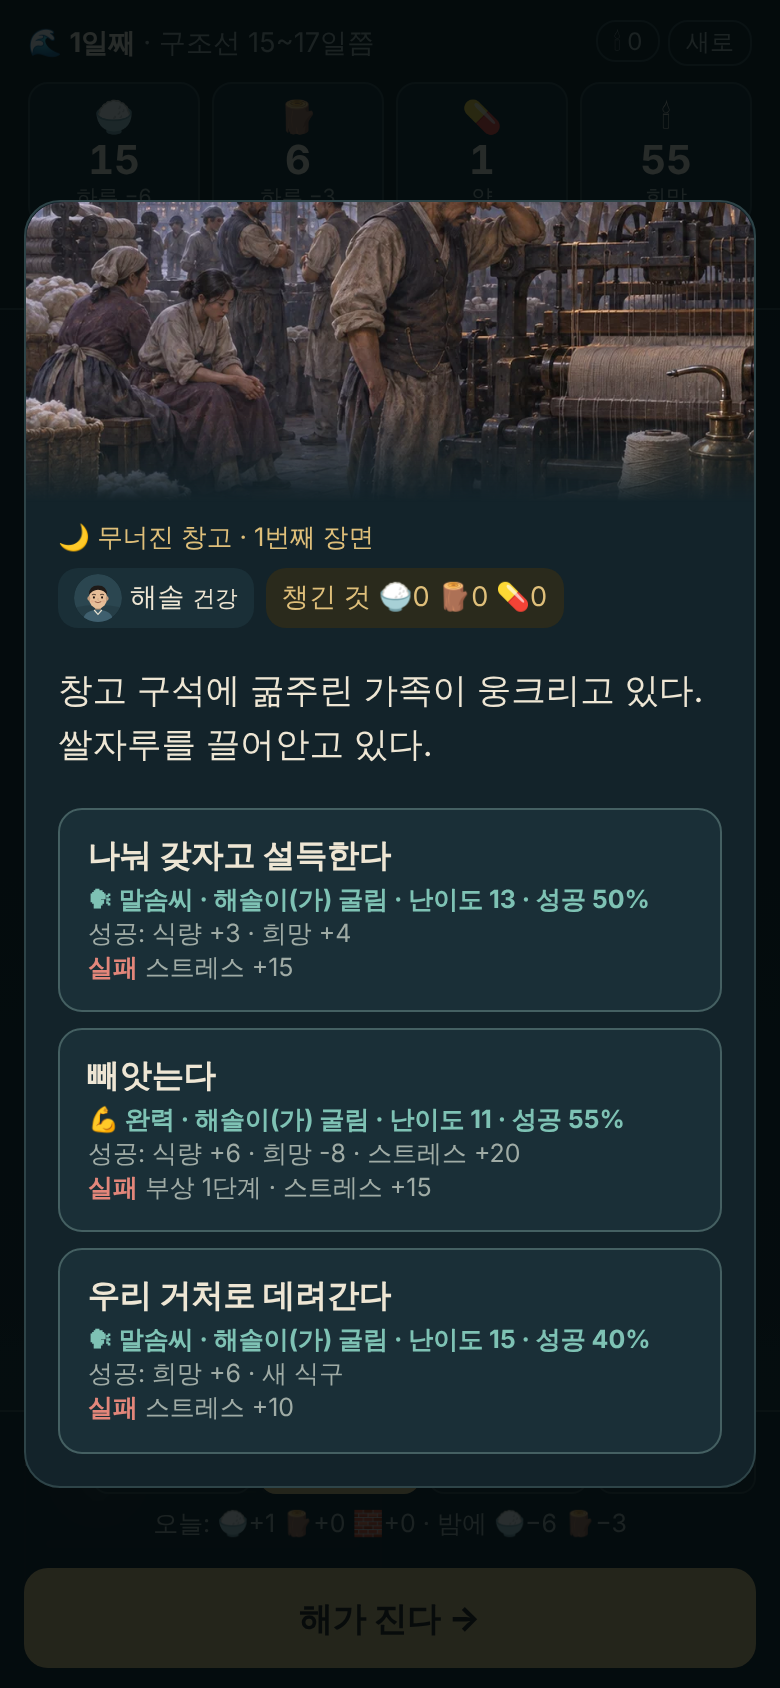 🌊 1일째 · 구조선 15~17일쯤
🕯 0
새로
🍚
🪵
💊
🕯
15
6
1
55
하루 −6
하루 −3
약
희망
🌙 무너진 창고 · 1번째 장면
해솔 건강
챙긴 것 🍚0 🪵0 💊0
창고 구석에 굶주린 가족이 웅크리고 있다.
쌀자루를 끌어안고 있다.
나눠 갖자고 설득한다
🗣 말솜씨 · 해솔이(가) 굴림 · 난이도 13 · 성공 50%
성공: 식량 +3 · 희망 +4
실패 스트레스 +15
빼앗는다
💪 완력 · 해솔이(가) 굴림 · 난이도 11 · 성공 55%
성공: 식량 +6 · 희망 -8 · 스트레스 +20
실패 부상 1단계 · 스트레스 +15
우리 거처로 데려간다
🗣 말솜씨 · 해솔이(가) 굴림 · 난이도 15 · 성공 40%
성공: 희망 +6 · 새 식구
실패 스트레스 +10
오늘: 🍚+1 🪵+0 🧱+0 · 밤에 🍚−6 🪵−3
해가 진다 →